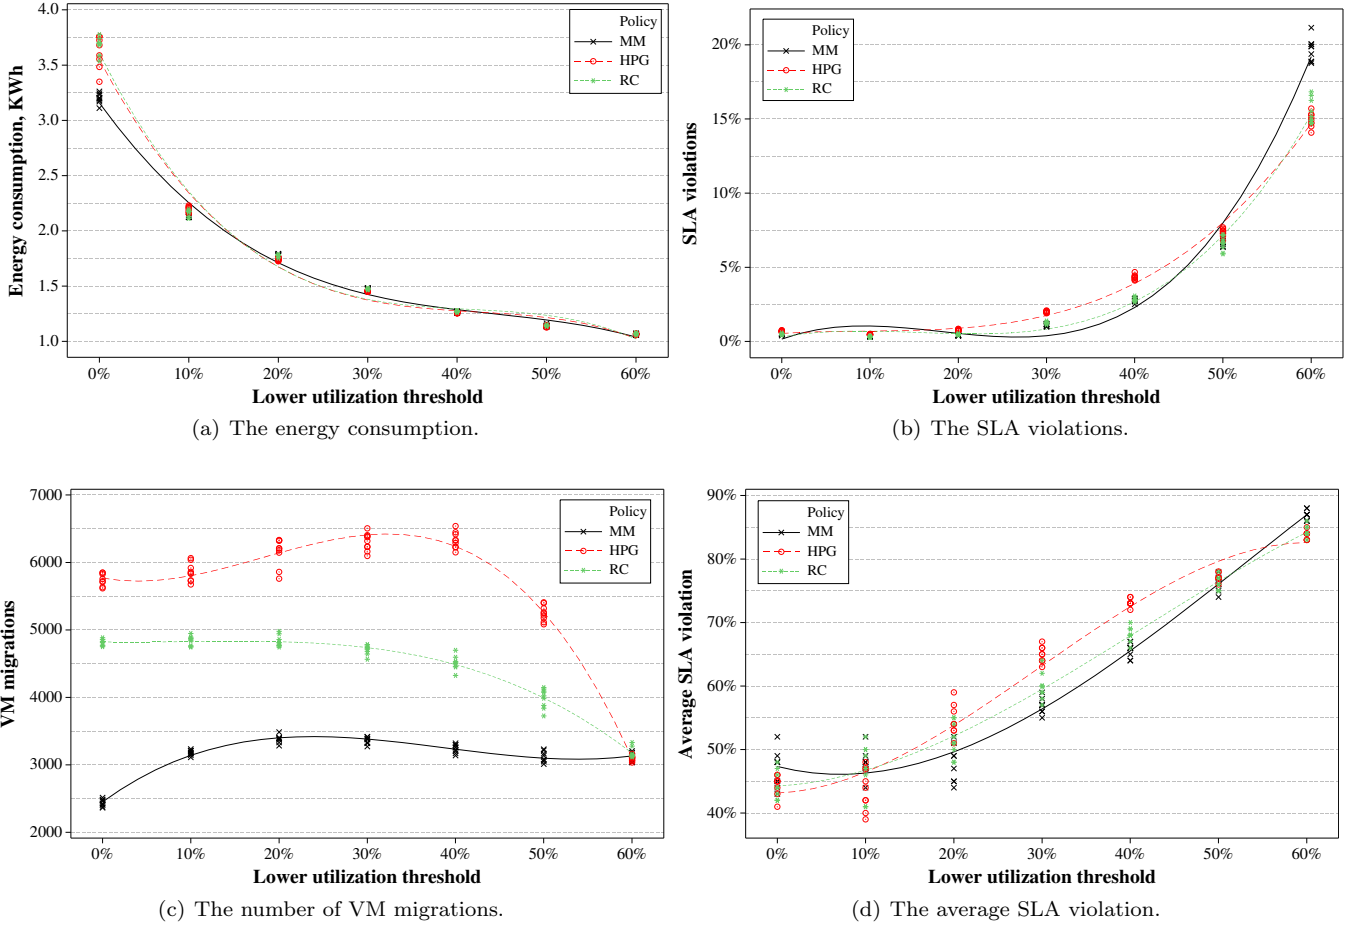 Energy consumption, KWh
4.0
3.5
3.0
2.5
2.0
1.5
1.0
Policy
MM
HPG
RC
0% 10% 20% 30% 40% 50% 60%
Lower utilization threshold
(a) The energy consumption.
SLA violations
20%
15%
10%
5%
0%
Policy
MM
HPG
RC
0% 10% 20% 30% 40% 50% 60%
Lower utilization threshold
(b) The SLA violations.
VM migrations
7000
6000
5000
4000
3000
2000
Policy
MM
HPG
RC
0% 10% 20% 30% 40% 50% 60%
Lower utilization threshold
(c) The number of VM migrations.
Average SLA violation
90%
80%
70%
60%
50%
40%
Policy
MM
HPG
RC
0% 10% 20% 30% 40% 50% 60%
Lower utilization threshold
(d) The average SLA violation.